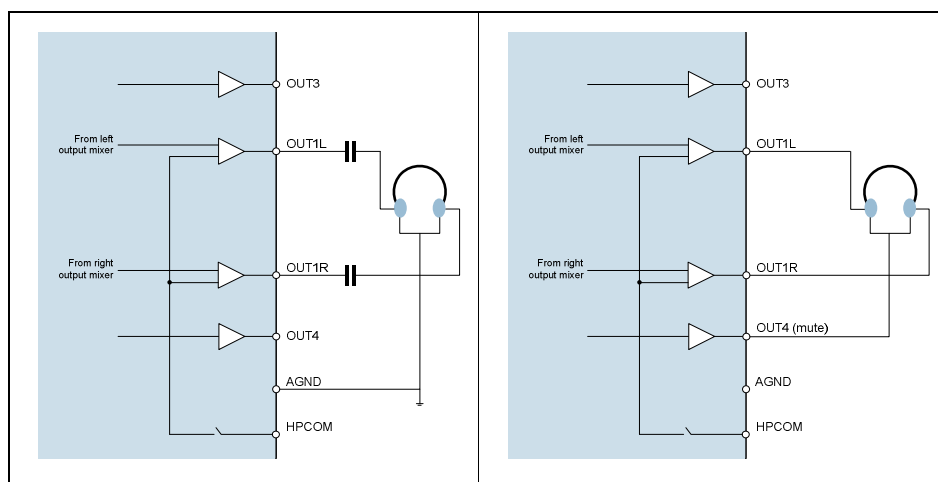 OUT3
From left
output mixer
OUT1L
From right
output mixer
OUT1R
OUT4
AGND
HPCOM
OUT3
From left
output mixer
OUT1L
From right
output mixer
OUT1R
OUT4 (mute)
AGND
HPCOM